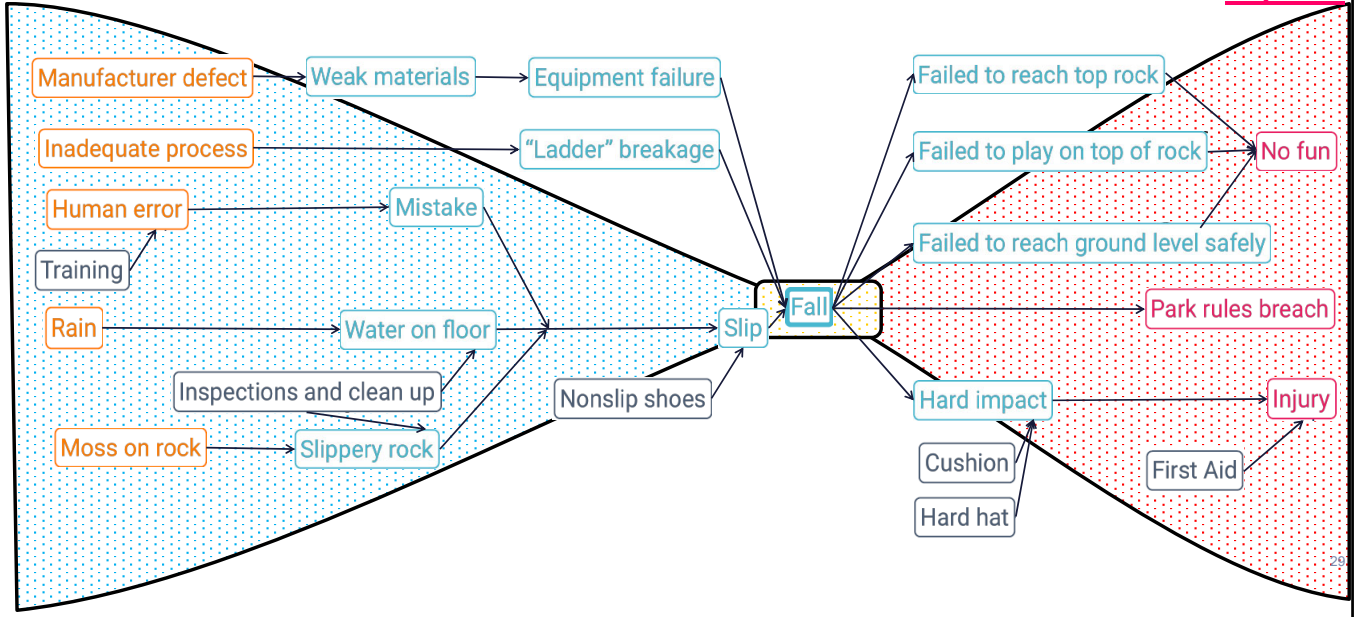 Manufacturer defect
Weak materials
Equipment failure
Failed to reach top rock
Inadequate process
“Ladder” breakage
Failed to play on top of rock
No fun
Human error
Mistake
Training
Failed to reach ground level safely
Rain
Water on floor
Slip
Fall
Park rules breach
Inspections and clean up
Nonslip shoes
Hard impact
Injury
Moss on rock
Slippery rock
Cushion
First Aid
Hard hat
29